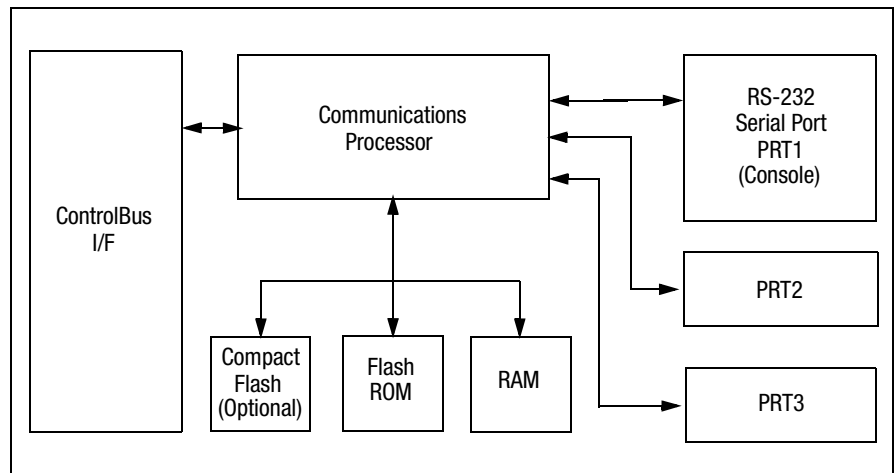 ControlBus
I/F
Communications
Processor
RS-232
Serial Port
PRT1
(Console)
PRT2
PRT3
Compact
Flash
(Optional)
Flash
ROM
RAM